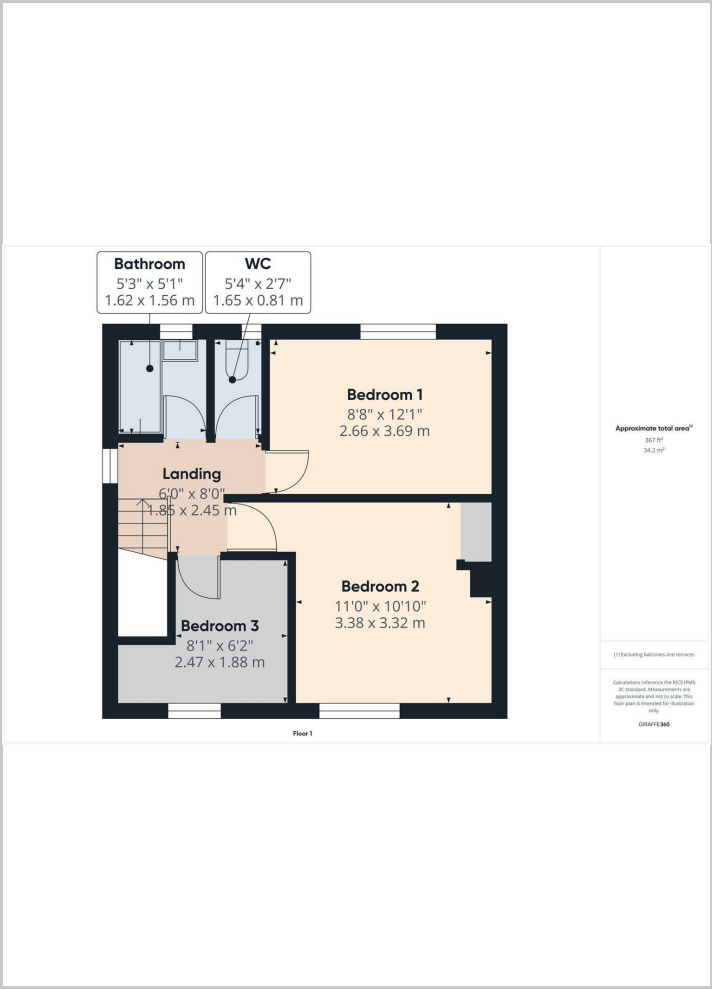 Bathroom
5'3" x 5'1"
1.62 x 1.56 m
WC
5'4" x 2'7"
1.65 x 0.81 m
Bedroom 1
8'8" x 12'1"
2.66 x 3.69 m
Landing
6'0" x 8'0"
1.85 x 2.45 m
Bedroom 2
11'0" x 10'10"
3.38 x 3.32 m
Bedroom 3
8'1" x 6'2"
2.47 x 1.88 m
Floor 1
Approximate total area⁽¹⁾
367 ft²
34.2 m²
(1) Excluding balconies and terraces
Calculations reference the RICS IPMS
3C standard. Measurements are
approximate and not to scale. This
floor plan is intended for illustration
only.
GIRAFFE360